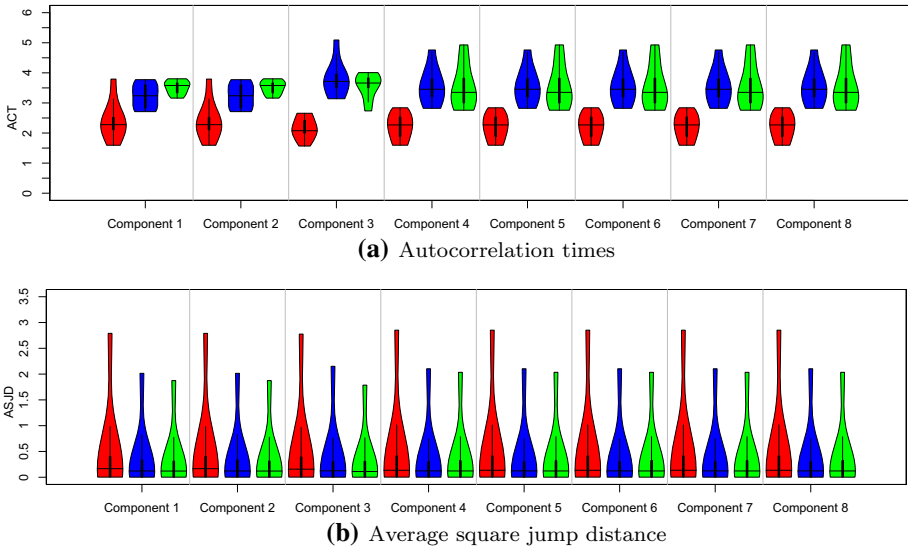 6
5
4
3
2
1
0
ACT
Component 1 Component 2 Component 3 Component 4 Component 5 Component 6 Component 7 Component 8
(a) Autocorrelation times
3.5
3
2.5
2
1.5
1
0.5
0
ASJD
Component 1 Component 2 Component 3 Component 4 Component 5 Component 6 Component 7 Component 8
(b) Average square jump distance